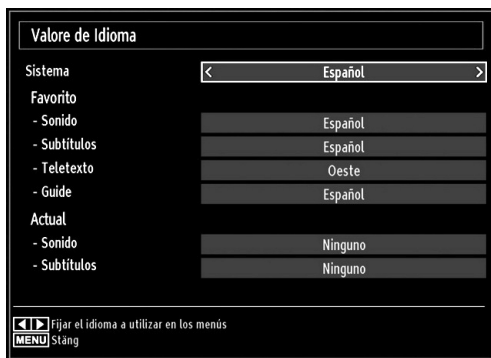 Valore de Idioma
Sistema < Español >
Favorito
- Sonido Español
- Subtítulos Español
- Teletexto Oeste
- Guide Español
Actual
- Sonido Ninguno
- Subtítulos Ninguno
Fijar el idioma a utilizar en los menús
MENU Stäng